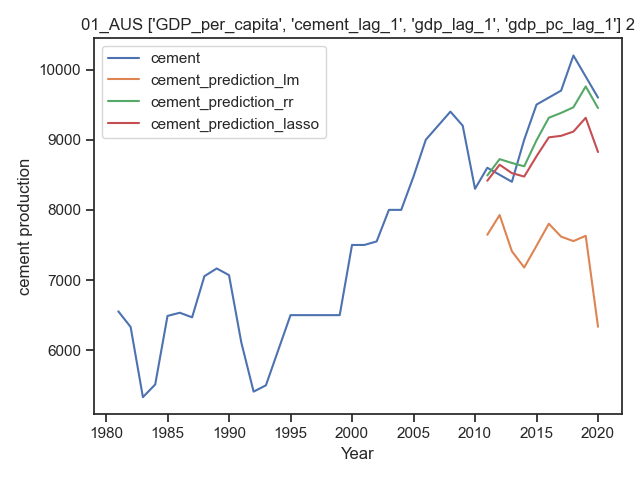 01_AUS ['GDP_per_capita', 'cement_lag_1', 'gdp_lag_1', 'gdp_pc_lag_1'] 2
cement
cement_prediction_lm
cement_prediction_rr
cement_prediction_lasso
10000
9000
8000
7000
6000
cement production
1980 1985 1990 1995 2000 2005 2010 2015 2020
Year